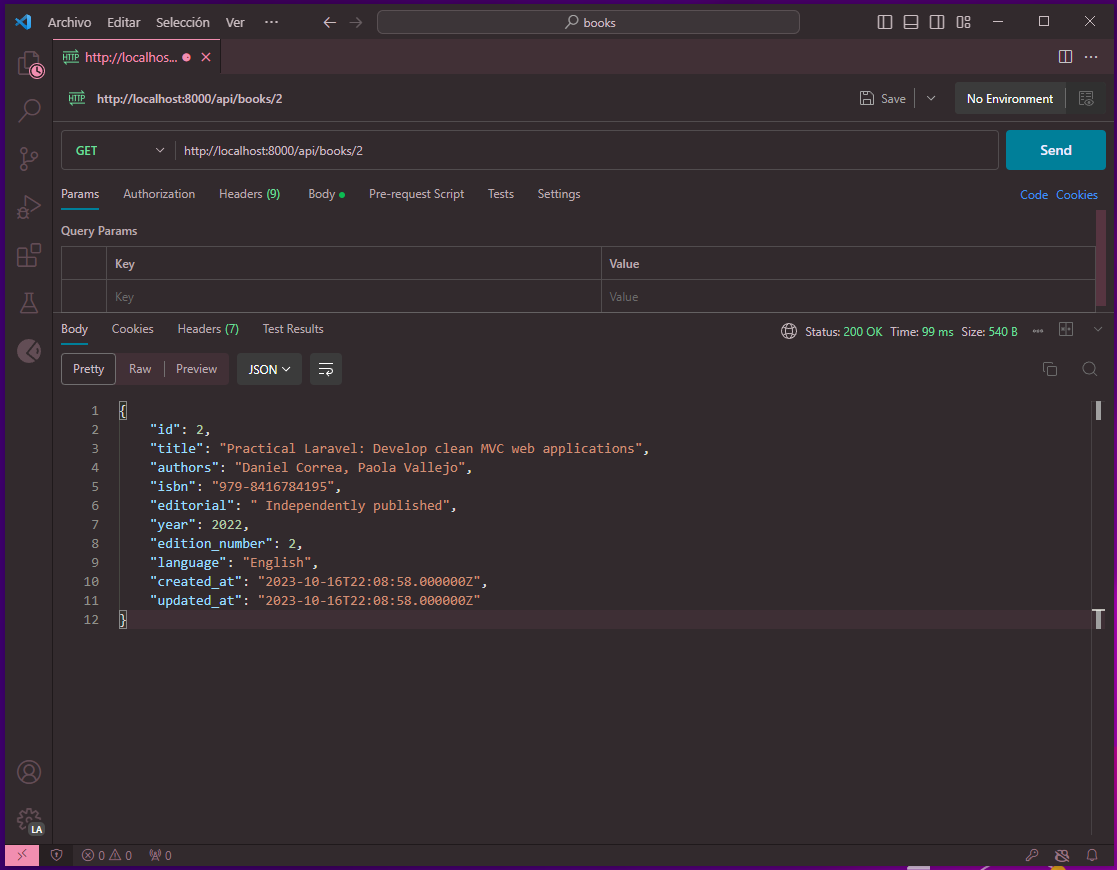 Archivo Editar Selección Ver ··· books
HTTP http://localhos...
HTTP http://localhost:8000/api/books/2 Save No Environment
GET http://localhost:8000/api/books/2 Send
Params Authorization Headers (9) Body Pre-request Script Tests Settings Code Cookies
Query Params
Key Value
Key Value
Body Cookies Headers (7) Test Results Status: 200 OK Time: 99 ms Size: 540 B
Pretty Raw Preview JSON
1 {
2 "id": 2,
3 "title": "Practical Laravel: Develop clean MVC web applications",
4 "authors": "Daniel Correa, Paola Vallejo",
5 "isbn": "979-8416784195",
6 "editorial": " Independently published",
7 "year": 2022,
8 "edition_number": 2,
9 "language": "English",
10 "created_at": "2023-10-16T22:08:58.000000Z",
11 "updated_at": "2023-10-16T22:08:58.000000Z"
12 }
LA
0 0 0